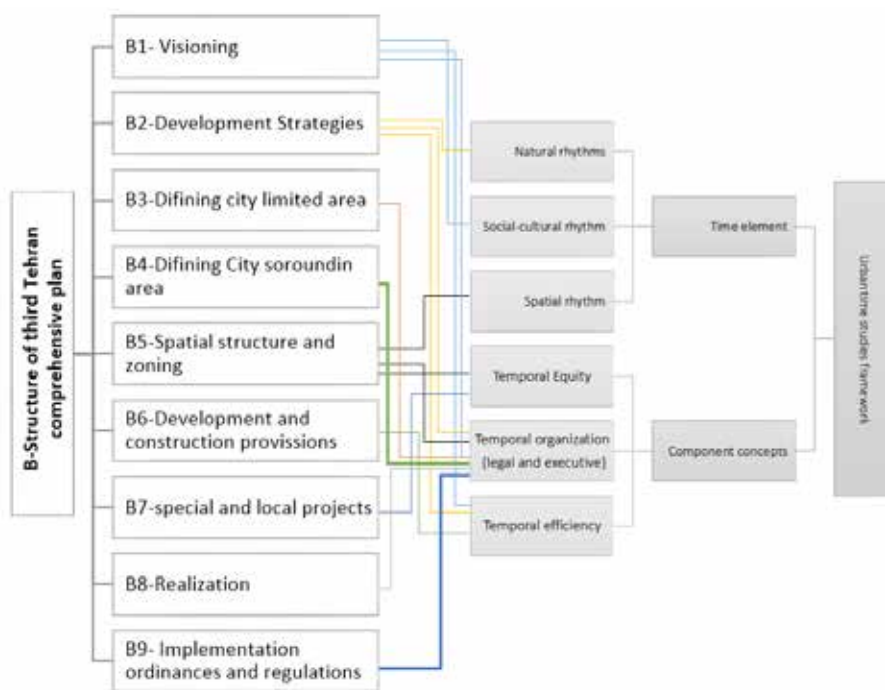 B-Structure of third Tehran
comprehensive plan
B1- Visioning
B2-Development Strategies
B3-Difining city limited area
B4-Difining City soroundin
area
B5-Spatial structure and
zoning
B6-Development and
construction provissions
B7-special and local projects
B8-Realization
B9- Implementation
ordinances and regulations
Natural rhythms
Social-cultural rhythm
Spatial rhythm
Temporal Equity
Temporal organization
(legal and executive)
Temporal efficiency
Time element
Component concepts
Urban time studies framework